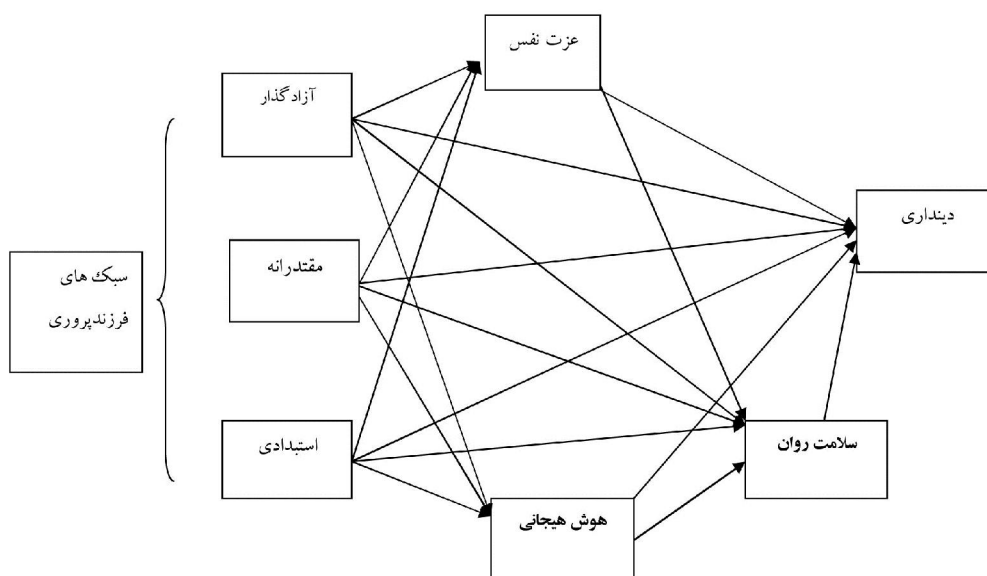 عزت نفس
آزادگذار
دینداری
مقتدرانه
سبک های
فرزندپروری
استبدادی
سلامت روان
هوش هیجانی